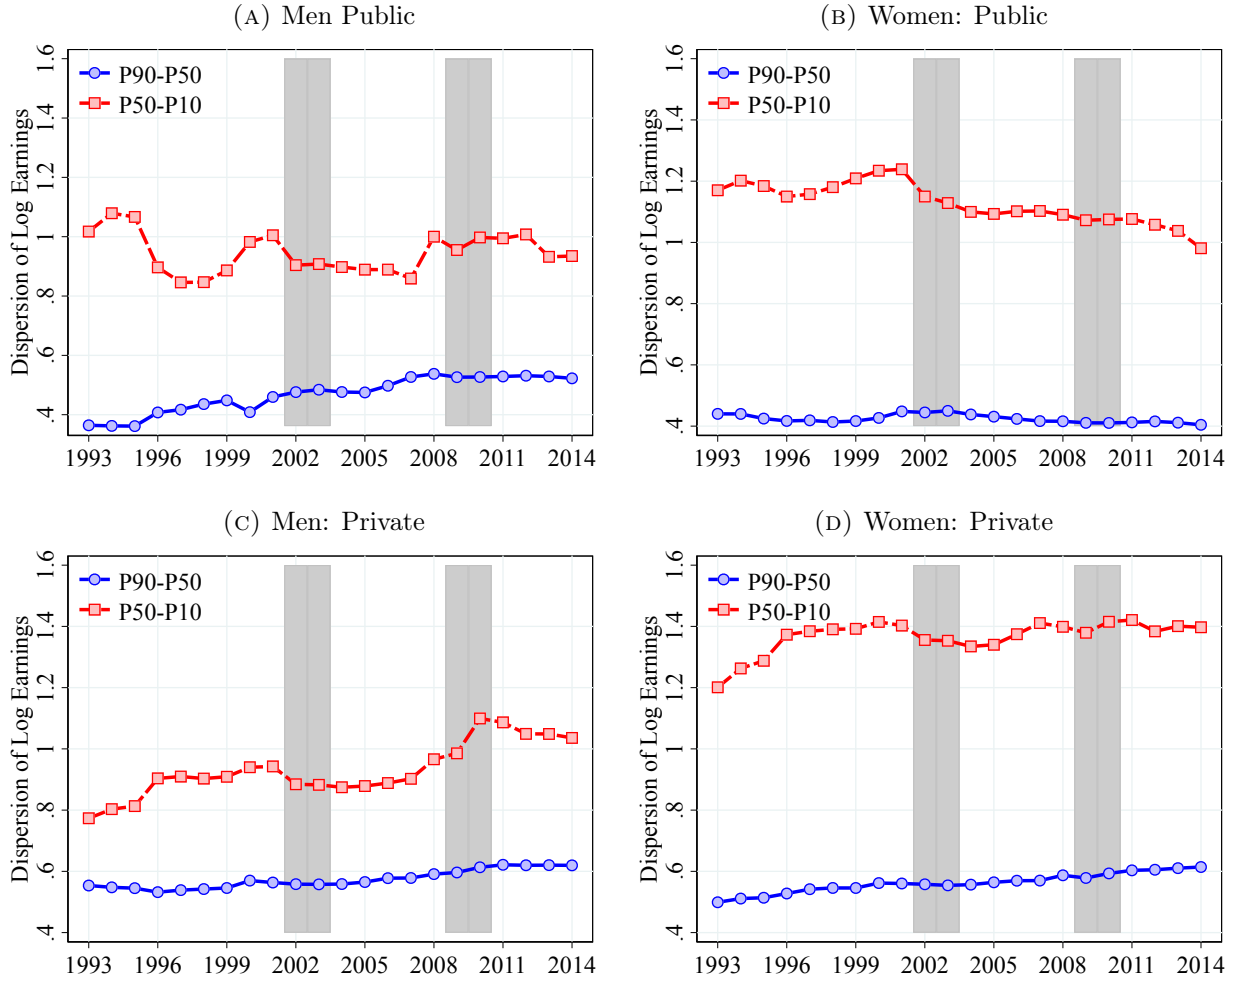 (A) Men Public
Dispersion of Log Earnings
1.6
1.4
1.2
1
.8
.6
.4
P90-P50
P50-P10
1993 1996 1999 2002 2005 2008 2011 2014
(B) Women: Public
Dispersion of Log Earnings
1.6
1.4
1.2
1
.8
.6
.4
P90-P50
P50-P10
1993 1996 1999 2002 2005 2008 2011 2014
(C) Men: Private
Dispersion of Log Earnings
1.6
1.4
1.2
1
.8
.6
.4
P90-P50
P50-P10
1993 1996 1999 2002 2005 2008 2011 2014
(D) Women: Private
Dispersion of Log Earnings
1.6
1.4
1.2
1
.8
.6
.4
P90-P50
P50-P10
1993 1996 1999 2002 2005 2008 2011 2014